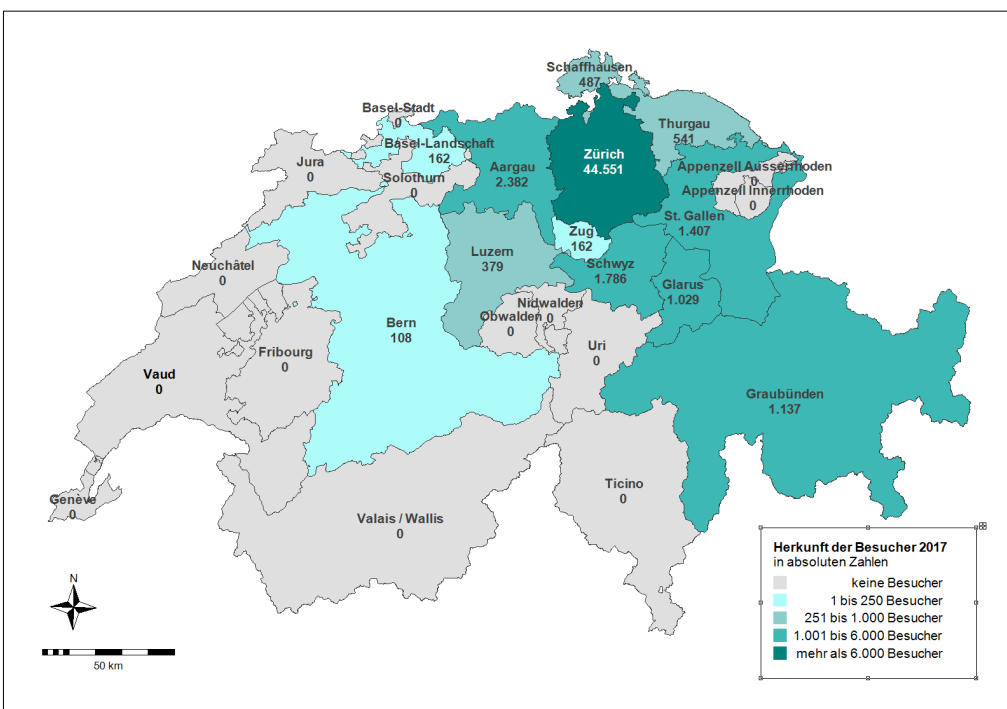 Schaffhausen
487
Basel-Stadt
0
Thurgau
541
Basel-Landschaft
162
Jura
0
Aargau
2.382
Zürich
44.551
Appenzell Ausserrhoden
0
Solothurn
0
Appenzell Innerrhoden
0
St. Gallen
1.407
Zug
162
Luzern
379
Schwyz
1.786
Neuchâtel
0
Glarus
1.029
Nidwalden
0
Obwalden
0
Bern
108
Uri
0
Fribourg
0
Vaud
0
Graubünden
1.137
Ticino
0
Genève
0
Valais / Wallis
0
Herkunft der Besucher 2017
in absoluten Zahlen
keine Besucher
1 bis 250 Besucher
251 bis 1.000 Besucher
1.001 bis 6.000 Besucher
mehr als 6.000 Besucher
N
50 km